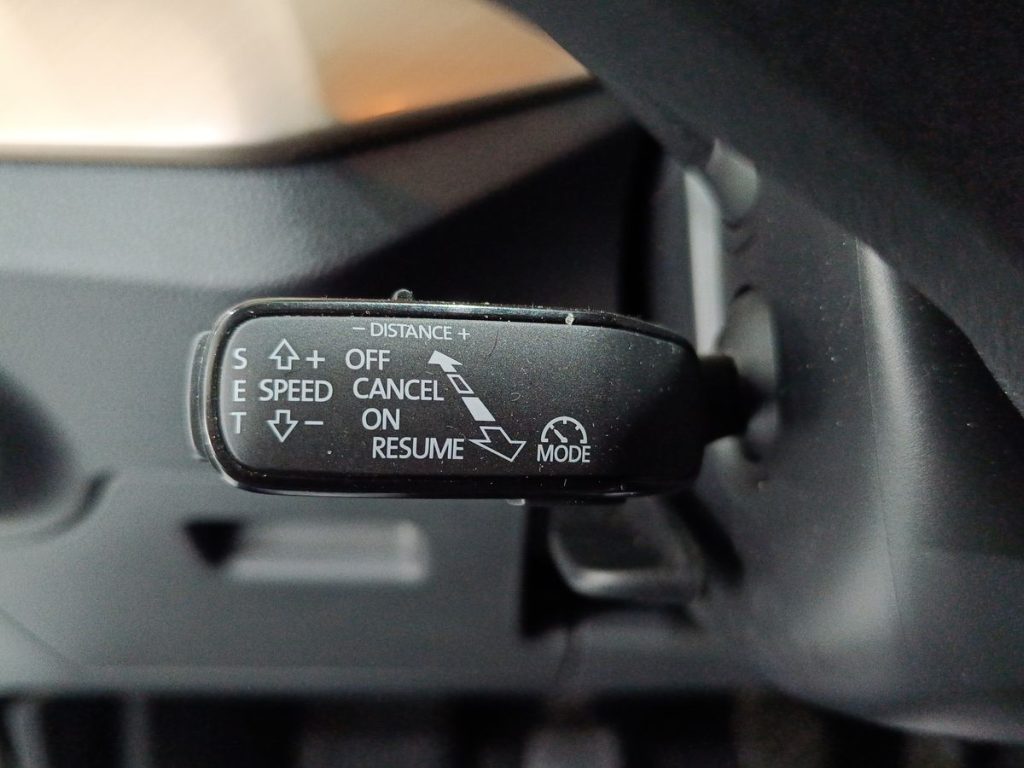 − DISTANCE +
S + OFF
E SPEED CANCEL
T − ON
RESUME MODE